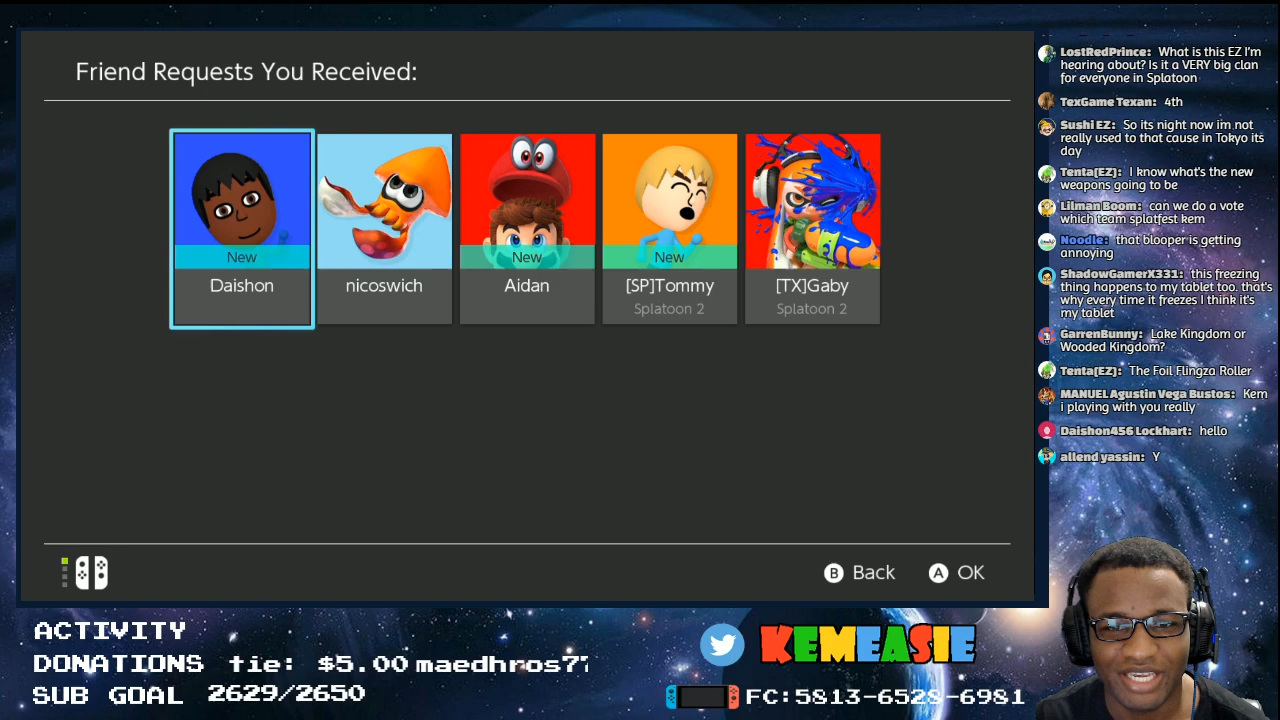 Friend Requests You Received:
New
New
New
Daishon
nicoswich
Aidan
[SP]Tommy
[TX]Gaby
Splatoon 2
Splatoon 2
B Back
A OK
LostRedPrince: What is this EZ I'm
hearing about? Is it a VERY big clan
for everyone in Splatoon
TexGame Texan: 4th
Sushi EZ: So its night now im not
really used to that cause in Tokyo its
day
Tenta[EZ]: I know what's the new
weapons going to be
Lilman Boom: can we do a vote
which team splatfest kem
Noodle: that blooper is getting
annoying
ShadowGamerX331: this freezing
thing happens to my tablet too. that's
why every time it freezes I think it's
my tablet
GarrenBunny: Lake Kingdom or
Wooded Kingdom?
Tenta[EZ]: The Foil Flingza Roller
MANUEL Agustin Vega Bustos: Kem
i playing with you really
Daishon456 Lockhart: hello
allend yassin: Y
ACTIVITY
DONATIONS tie: $5.00 maedhros77
SUB GOAL 2629/2650
KEMEASIE
FC:5813-6528-6981